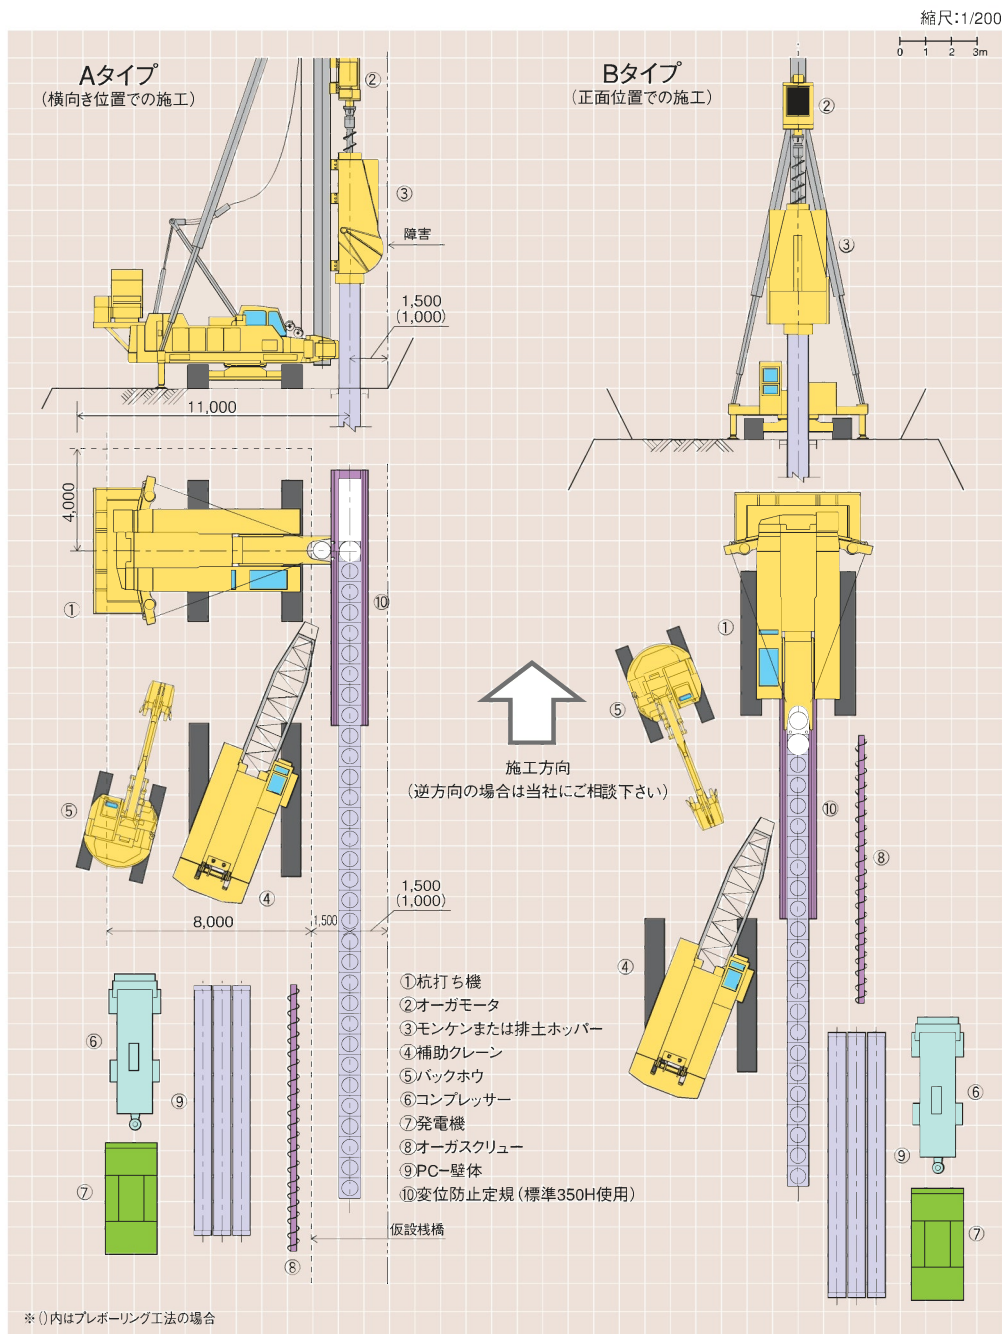 縮尺:1/200
0 1 2 3m
Aタイプ
(横向き位置での施工)
②
③
障害
1,500
(1,000)
11,000
4,000
①
⑩
⑤
④
8,000
1,500
1,500
(1,000)
⑥
⑨
⑦
⑧
仮設桟橋
Bタイプ
(正面位置での施工)
②
③
①
⑤
施工方向
(逆方向の場合は当社にご相談下さい)
⑩
⑧
④
⑥
⑨
⑦
①杭打ち機
②オーガモータ
③モンケンまたは排土ホッパー
④補助クレーン
⑤バックホウ
⑥コンプレッサー
⑦発電機
⑧オーガスクリュー
⑨PC-壁体
⑩変位防止定規(標準350H使用)
※()内はプレボーリング工法の場合